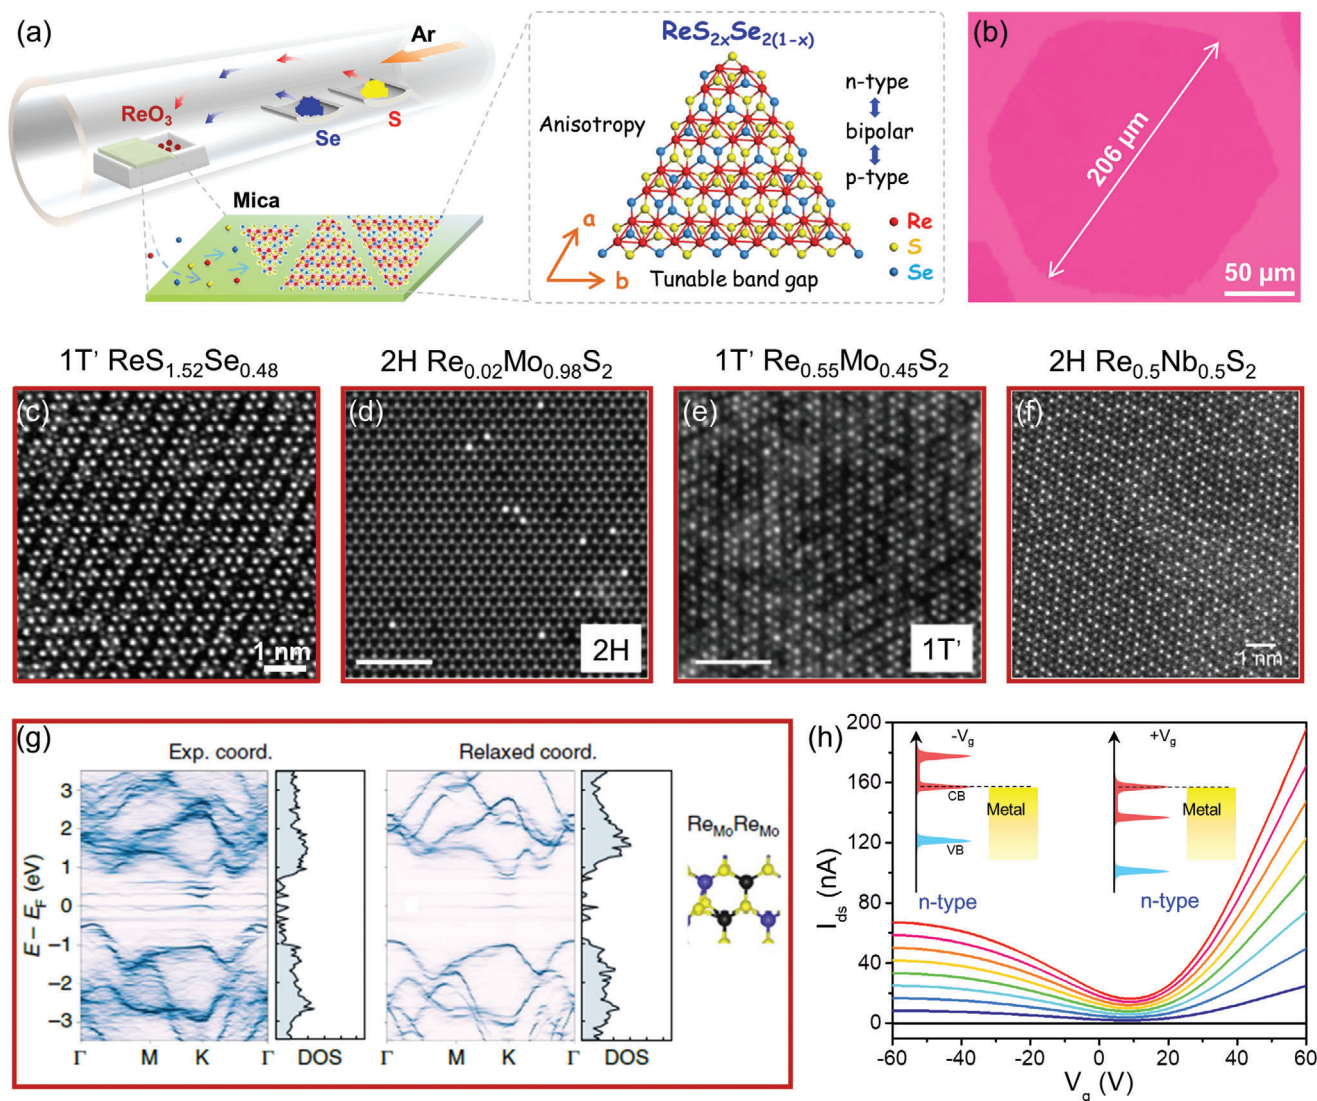 (a)
Ar
ReO3
Se
S
Mica
ReS2xSe2(1-x)
Anisotropy
n-type
bipolar
p-type
a
b
Re
S
Se
Tunable band gap
(b)
206 µm
50 µm
1T’ ReS1.52Se0.48
(c)
1 nm
2H Re0.02Mo0.98S2
(d)
2H
1T’ Re0.55Mo0.45S2
(e)
1T’
2H Re0.5Nb0.5S2
(f)
1 nm
(g)
Exp. coord.
Relaxed coord.
E − EF (eV)
3
2
1
0
−1
−2
−3
Γ M K Γ DOS
Γ M K Γ DOS
ReMoReMo
(h)
Ids (nA)
200
160
120
80
40
0
-60 -40 -20 0 20 40 60
Vg (V)
-Vg
CB
VB
Metal
n-type
+Vg
Metal
n-type